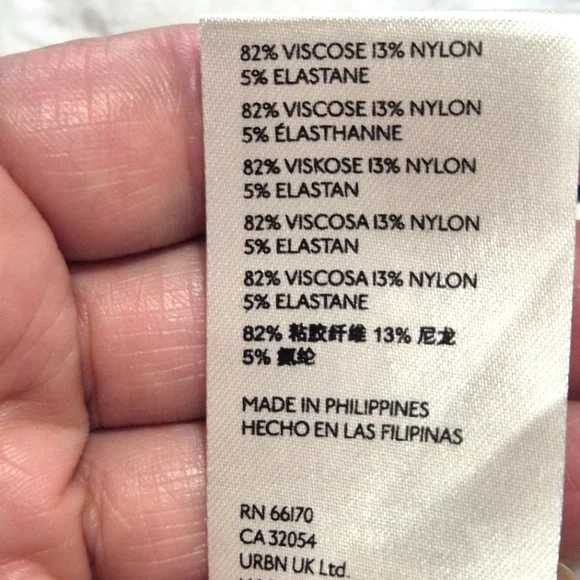 82% VISCOSE 13% NYLON
5% ELASTANE
82% VISCOSE 13% NYLON
5% ÉLASTHANNE
82% VISKOSE 13% NYLON
5% ELASTAN
82% VISCOSA 13% NYLON
5% ELASTAN
82% VISCOSA 13% NYLON
5% ELASTANE
82% 粘胶纤维 13% 尼龙
5% 氨纶
MADE IN PHILIPPINES
HECHO EN LAS FILIPINAS
RN 66170
CA 32054
URBN UK Ltd.